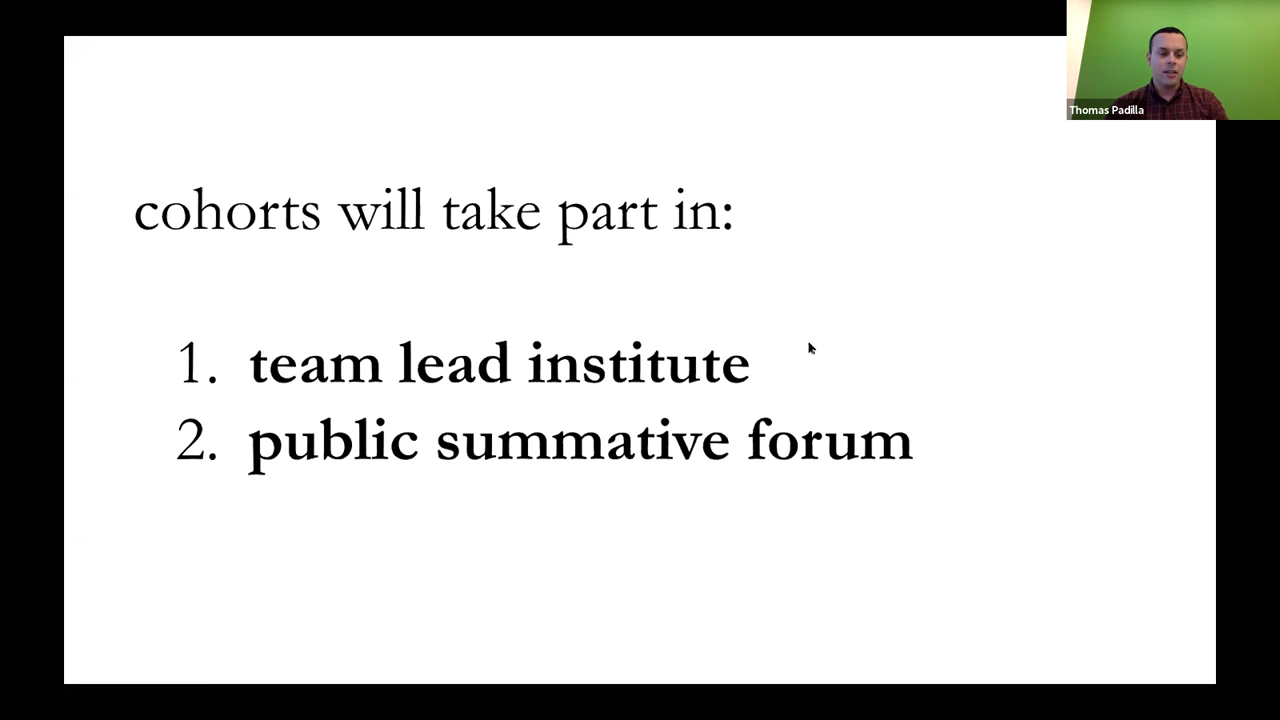 Thomas Padilla
cohorts will take part in:
1. team lead institute
2. public summative forum